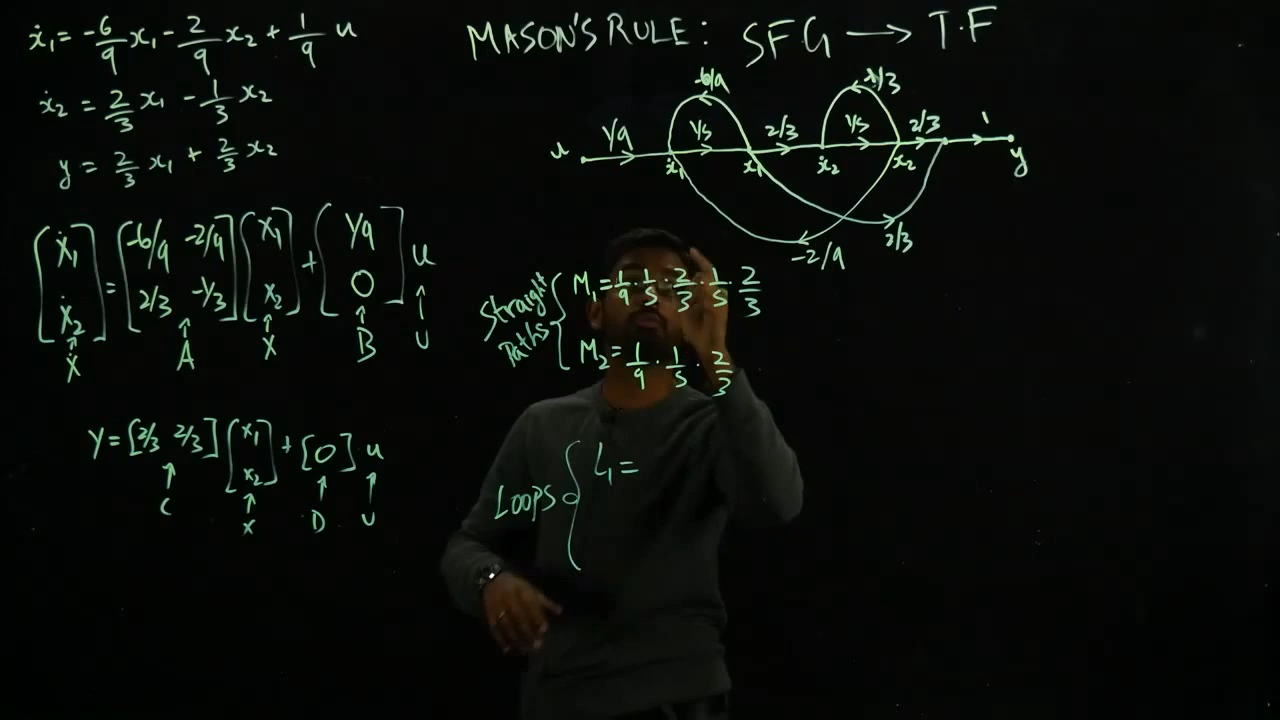 ẋ₁ = -6/9 x₁ - 2/9 x₂ + 1/9 u
ẋ₂ = 2/3 x₁ - 1/3 x₂
y = 2/3 x₁ + 2/3 x₂
[ẋ₁ ẋ₂] = [-6/9 -2/9 2/3 -1/3] [x₁ x₂] + [1/9 0] u
Ẋ A X B U
Y = [2/3 2/3] [x₁ x₂] + [0] u
C X D U
MASON'S RULE: SFG → T.F
-6/9 -1/3
u 1/9 1/s 2/3 1/s 2/3 1 y
ẋ₁ x₁ ẋ₂ x₂
-2/9 2/3
Straight Paths
M₁ = 1/9 · 1/s · 2/3 · 1/s · 2/3
M₂ = 1/9 · 1/s · 2/3
LOOPS
L₁ =